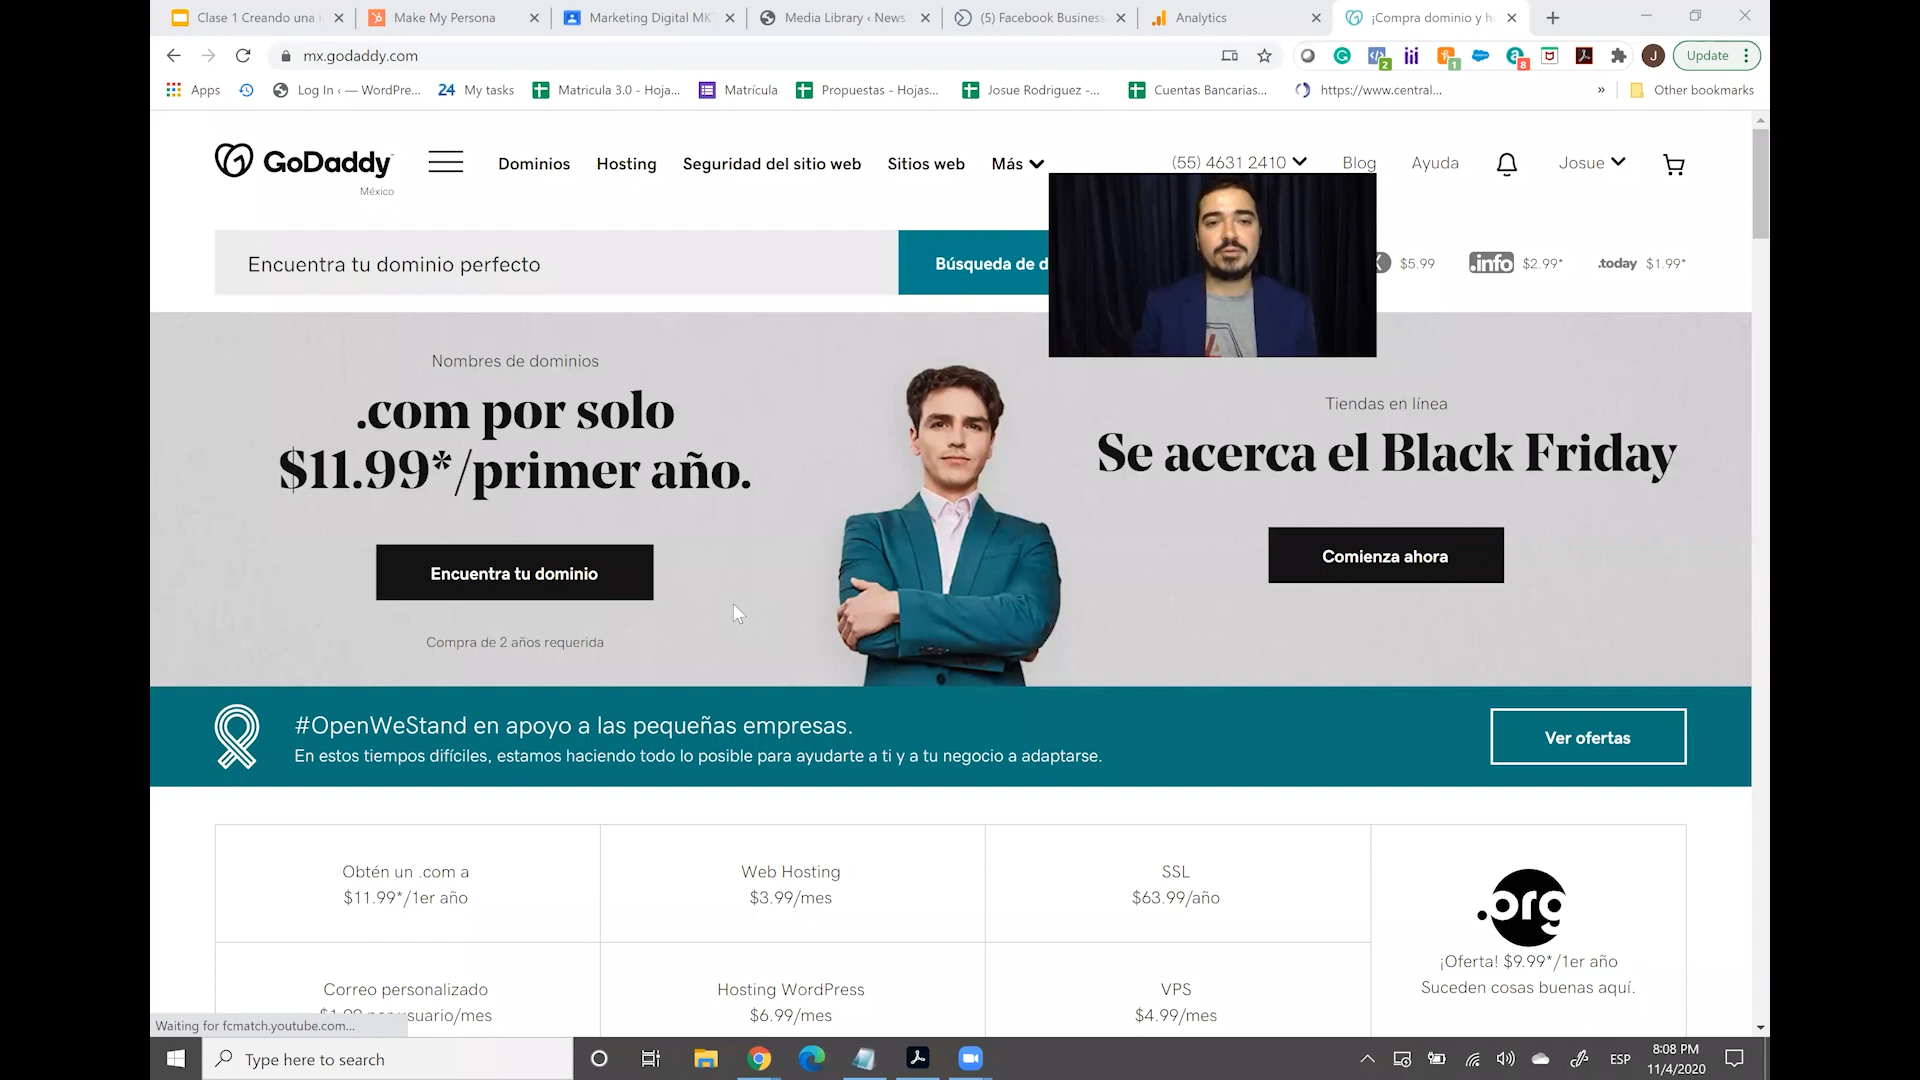 Clase 1 Creando una i
Make My Persona
Marketing Digital MKT
Media Library ‹ News
(5) Facebook Business
Analytics
¡Compra dominio y h
mx.godaddy.com
2
1
8
J
Update
Apps
Log In ‹ — WordPre...
24 My tasks
Matricula 3.0 - Hoja...
Matrícula
Propuestas - Hojas...
Josue Rodriguez -...
Cuentas Bancarias...
https://www.central...
»
Other bookmarks
GoDaddy
México
Dominios
Hosting
Seguridad del sitio web
Sitios web
Más
(55) 4631 2410
Blog
Ayuda
Josue
Encuentra tu dominio perfecto
Búsqueda de d
$5.99
.info $2.99*
.today $1.99*
Nombres de dominios
.com por solo
$11.99*/primer año.
Encuentra tu dominio
Compra de 2 años requerida
Tiendas en línea
Se acerca el Black Friday
Comienza ahora
#OpenWeStand en apoyo a las pequeñas empresas.
En estos tiempos difíciles, estamos haciendo todo lo posible para ayudarte a ti y a tu negocio a adaptarse.
Ver ofertas
Obtén un .com a
$11.99*/1er año
Web Hosting
$3.99/mes
SSL
$63.99/año
.org
¡Oferta! $9.99*/1er año
Suceden cosas buenas aquí.
Correo personalizado
usuario/mes
Hosting WordPress
$6.99/mes
VPS
$4.99/mes
Waiting for fcmatch.youtube.com...
Type here to search
ESP
8:08 PM
11/4/2020